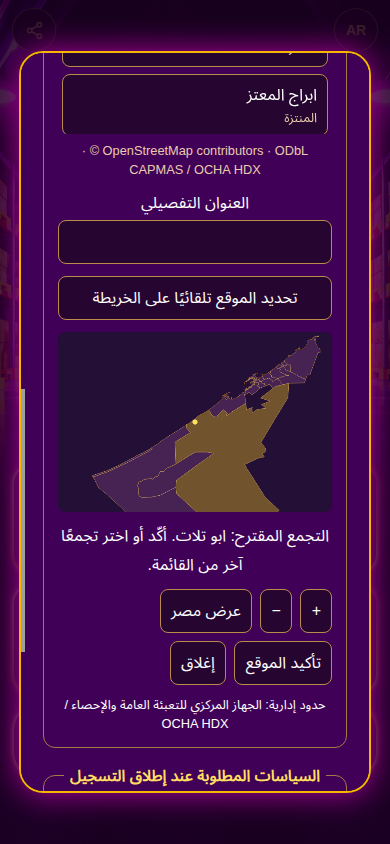 AR
ابراج المعتز
المنتزة
· © OpenStreetMap contributors · ODbL
CAPMAS / OCHA HDX
العنوان التفصيلي
تحديد الموقع تلقائيًا على الخريطة
التجمع المقترح: ابو تلات. أكّد أو اختر تجمعًا
آخر من القائمة.
+ − عرض مصر
تأكيد الموقع إغلاق
حدود إدارية: الجهاز المركزي للتعبئة العامة والإحصاء /
OCHA HDX
السياسات المطلوبة عند إطلاق التسجيل